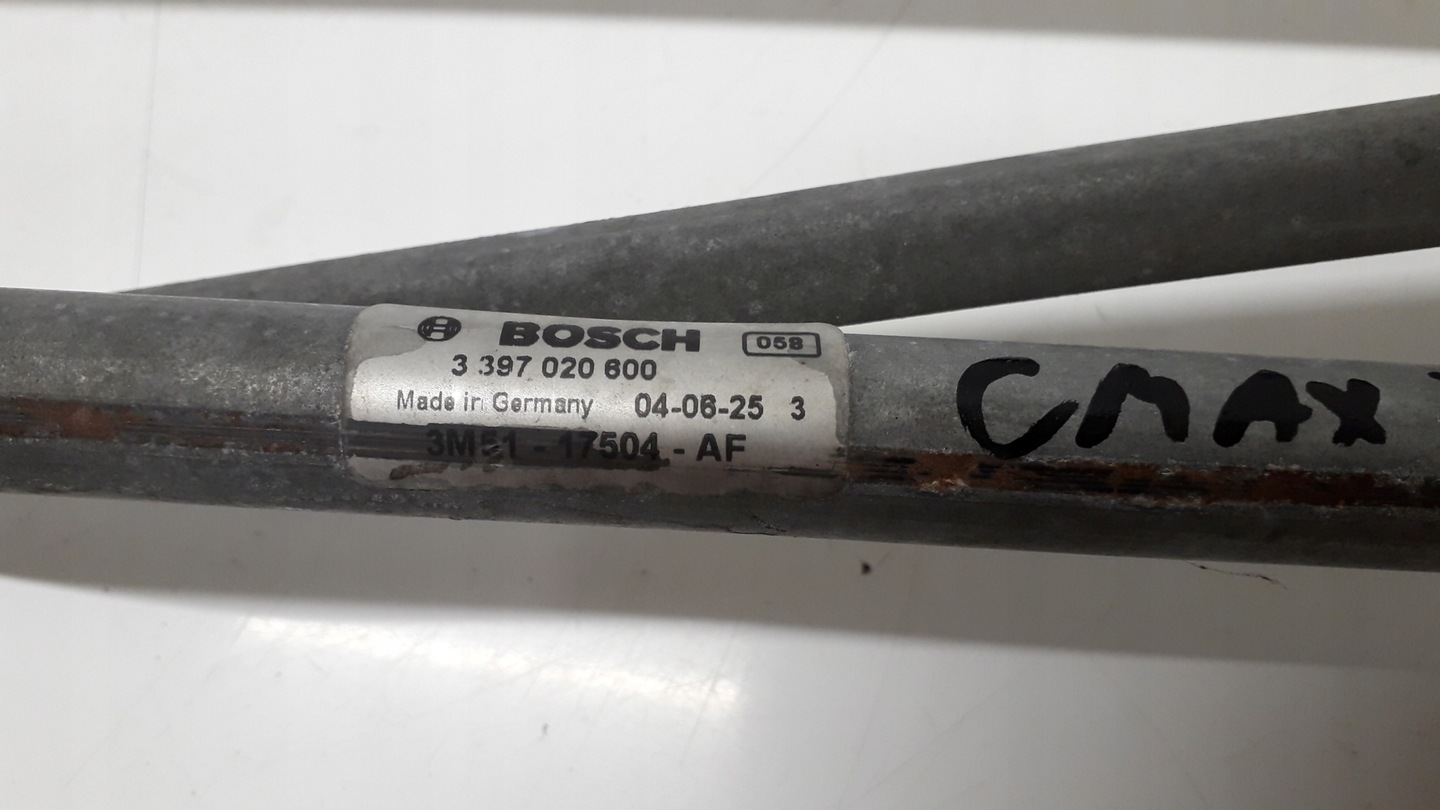 BOSCH 058
3 397 020 600
Made in Germany 04-06-25 3
3M51-17504-AF
CMAX